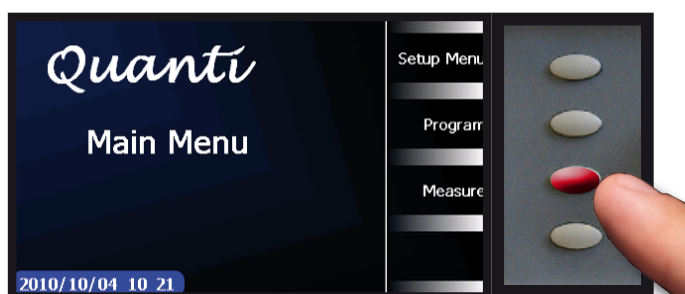 Quanti
Main Menu
Setup Menu
Program
Measure
2010/10/04 10 21